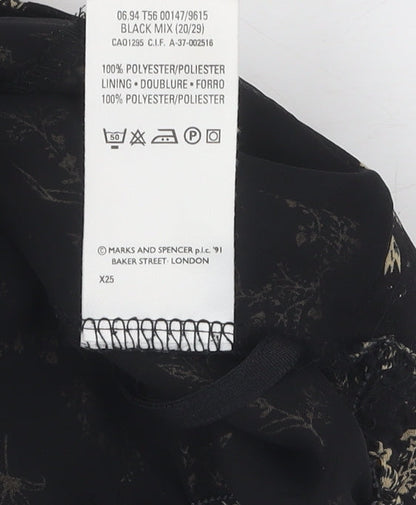 06.94 T56 00147/9615
BLACK MIX (20/29)
CA01295 C.I.F. A-37-002516
100% POLYESTER/POLIESTER
LINING • DOUBLURE • FORRO
100% POLYESTER/POLIESTER
50 P
© MARKS AND SPENCER p.l.c. '91
BAKER STREET · LONDON
X25